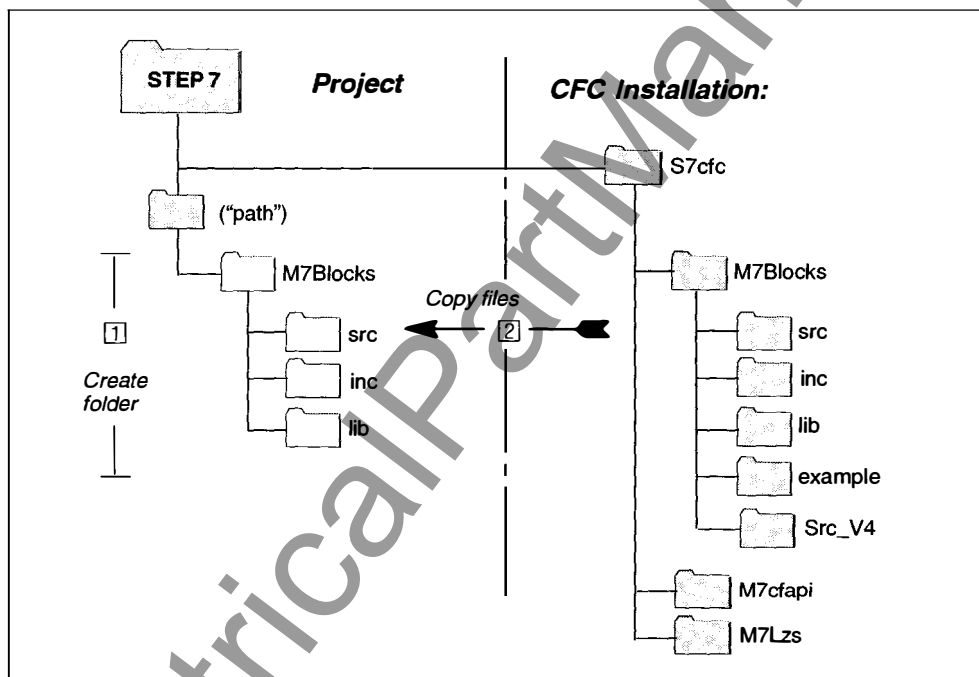 STEP 7
Project
CFC Installation:
S7cfc
("path")
M7Blocks
src
inc
lib
1
Create
folder
Copy files
2
M7Blocks
src
inc
lib
example
Src_V4
M7cfapi
M7Lzs